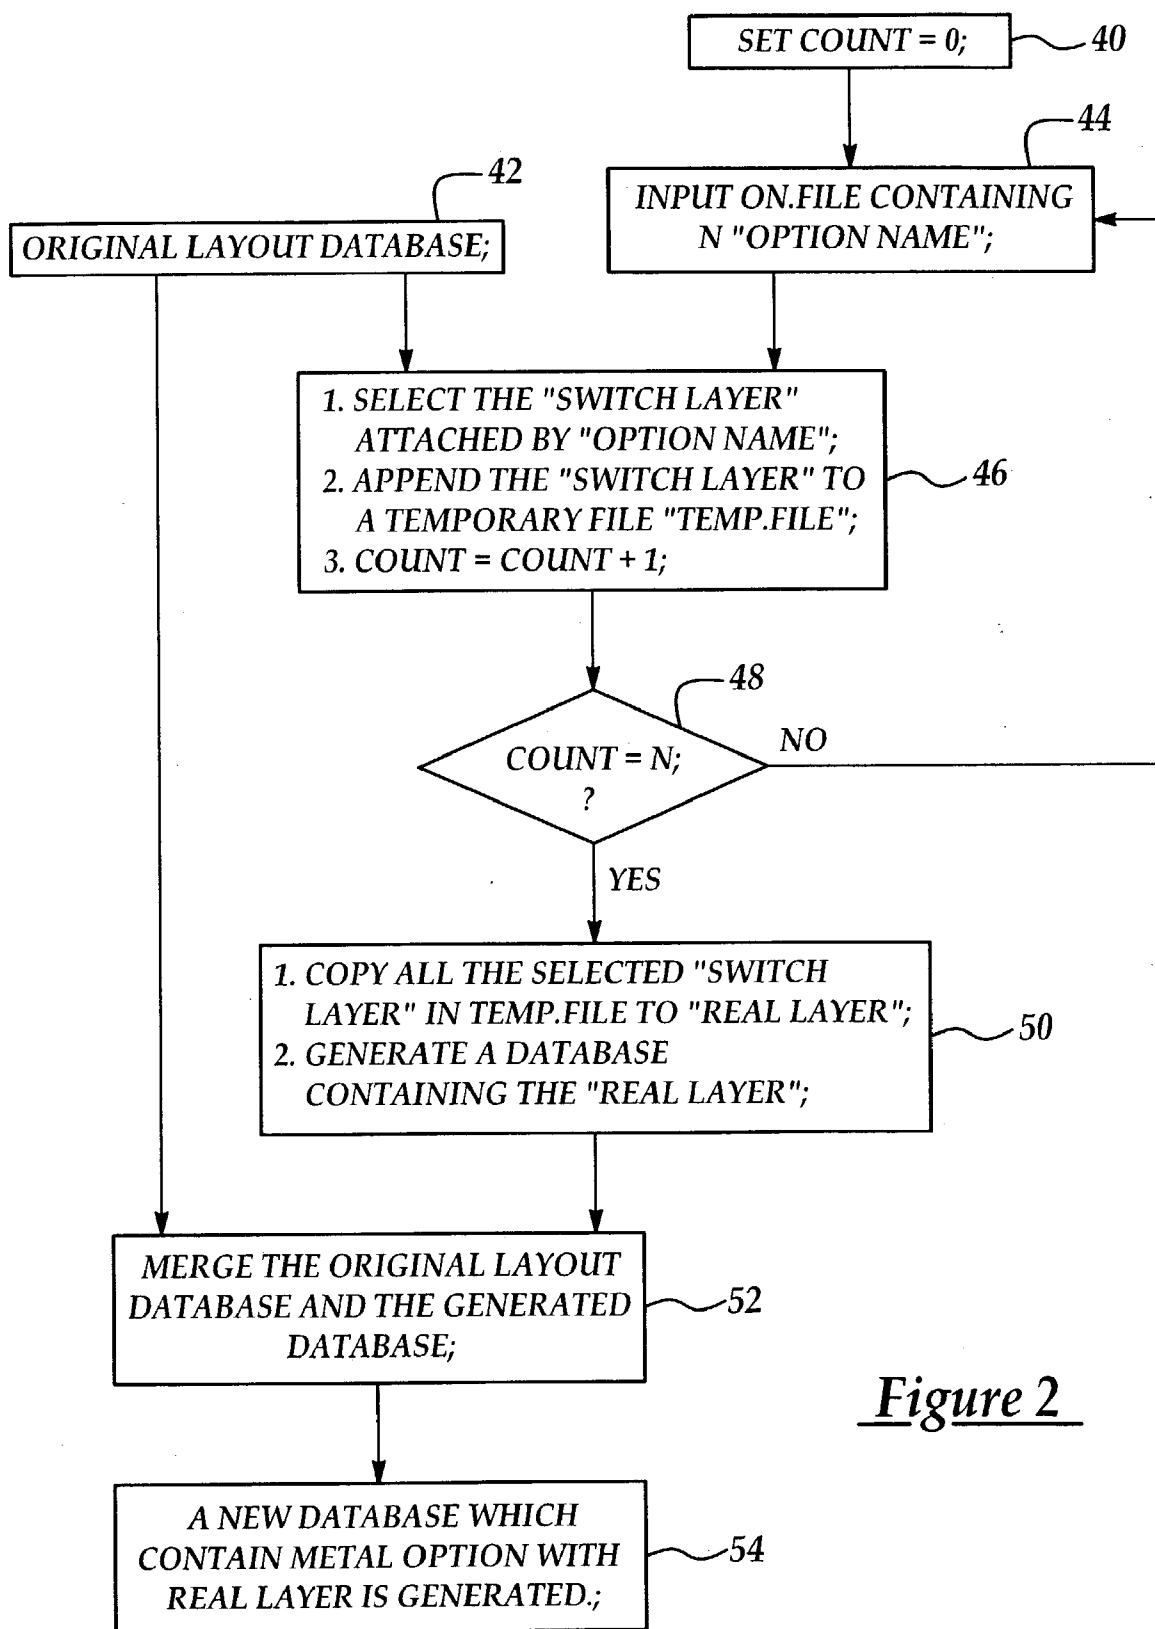 SET COUNT = 0;
40
44
INPUT ON.FILE CONTAINING
N "OPTION NAME";
42
ORIGINAL LAYOUT DATABASE;
1. SELECT THE "SWITCH LAYER"
ATTACHED BY "OPTION NAME";
2. APPEND THE "SWITCH LAYER" TO
A TEMPORARY FILE "TEMP.FILE";
3. COUNT = COUNT + 1;
46
48
COUNT = N;
?
NO
YES
1. COPY ALL THE SELECTED "SWITCH
LAYER" IN TEMP.FILE TO "REAL LAYER";
2. GENERATE A DATABASE
CONTAINING THE "REAL LAYER";
50
MERGE THE ORIGINAL LAYOUT
DATABASE AND THE GENERATED
DATABASE;
52
Figure 2
A NEW DATABASE WHICH
CONTAIN METAL OPTION WITH
REAL LAYER IS GENERATED.;
54